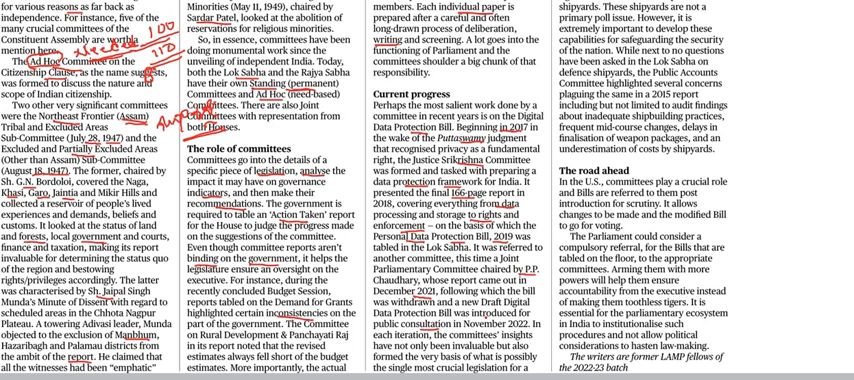 for various reasons as far back as
independence. For instance, five of the
many crucial committees of the
Constituent Assembly are worth a
mention here.
The Ad Hoc Committee on the
Citizenship Clause, as the name suggests,
was formed to discuss the nature and
scope of Indian citizenship.
Two other very significant committees
were the Northeast Frontier (Assam)
Tribal and Excluded Areas
Sub-Committee (July 28, 1947) and the
Excluded and Partially Excluded Areas
(Other than Assam) Sub-Committee
(August 18, 1947). The former, chaired by
Sh. G.N. Bordoloi, covered the Naga,
Khasi, Garo, Jaintia and Mikir Hills and
collected a reservoir of people's lived
experiences and demands, beliefs and
customs. It looked at the status of land
and forests, local government and courts,
finance and taxation, making its report
invaluable for determining the status quo
of the region and bestowing
rights/privileges accordingly. The latter
was characterised by Sh. Jaipal Singh
Munda's Minute of Dissent with regard to
scheduled areas in the Chhota Nagpur
Plateau. A towering Adivasi leader, Munda
objected to the exclusion of Manbhum,
Hazaribagh and Palamau districts from
the ambit of the report. He claimed that
all the witnesses had been "emphatic"
Minorities (May 11, 1949), chaired by
Sardar Patel, looked at the abolition of
reservations for religious minorities.
So, in essence, committees have been
doing monumental work since the
unveiling of independent India. Today,
both the Lok Sabha and the Rajya Sabha
have their own Standing (permanent)
Committees and Ad Hoc (need-based)
Committees. There are also Joint
Committees with representation from
both Houses.
The role of committees
Committees go into the details of a
specific piece of legislation, analyse the
impact it may have on governance
indicators, and then make their
recommendations. The government is
required to table an 'Action Taken' report
for the House to judge the progress made
on the suggestions of the committee.
Even though committee reports aren't
binding on the government, it helps the
legislature ensure an oversight on the
executive. For instance, during the
recently concluded Budget Session,
reports tabled on the Demand for Grants
highlighted certain inconsistencies on the
part of the government. The Committee
on Rural Development & Panchayati Raj
in its report noted that the revised
estimates always fell short of the budget
estimates. More importantly, the actual
members. Each individual paper is
prepared after a careful and often
long-drawn process of deliberation,
writing and screening. A lot goes into the
functioning of Parliament and the
committees shoulder a big chunk of that
responsibility.
Current progress
Perhaps the most salient work done by a
committee in recent years is on the Digital
Data Protection Bill. Beginning in 2017 in
the wake of the Puttaswamy judgment
that recognised privacy as a fundamental
right, the Justice Srikrishna Committee
was formed and tasked with preparing a
data protection framework for India. It
presented the final 166-page report in
2018, covering everything from data
processing and storage to rights and
enforcement – on the basis of which the
Personal Data Protection Bill, 2019 was
tabled in the Lok Sabha. It was referred to
another committee, this time a Joint
Parliamentary Committee chaired by P.P.
Chaudhary, whose report came out in
December 2021, following which the bill
was withdrawn and a new Draft Digital
Data Protection Bill was introduced for
public consultation in November 2022. In
each iteration, the committees' insights
have not only been invaluable but also
formed the very basis of what is possibly
the single most crucial legislation for a
shipyards. These shipyards are not a
primary poll issue. However, it is
extremely important to develop these
capabilities for safeguarding the security
of the nation. While next to no questions
have been asked in the Lok Sabha on
defence shipyards, the Public Accounts
Committee highlighted several concerns
plaguing the same in a 2015 report
including but not limited to audit findings
about inadequate shipbuilding practices,
frequent mid-course changes, delays in
finalisation of weapon packages, and an
underestimation of costs by shipyards.
The road ahead
In the U.S., committees play a crucial role
and Bills are referred to them post
introduction for scrutiny. It allows
changes to be made and the modified Bill
to go for voting.
The Parliament could consider a
compulsory referral, for the Bills that are
tabled on the floor, to the appropriate
committees. Arming them with more
powers will help them ensure
accountability from the executive instead
of making them toothless tigers. It is
essential for the parliamentary ecosystem
in India to institutionalise such
procedures and not allow political
considerations to hasten law-making.
The writers are former LAMP fellows of
the 2022-23 batch
100